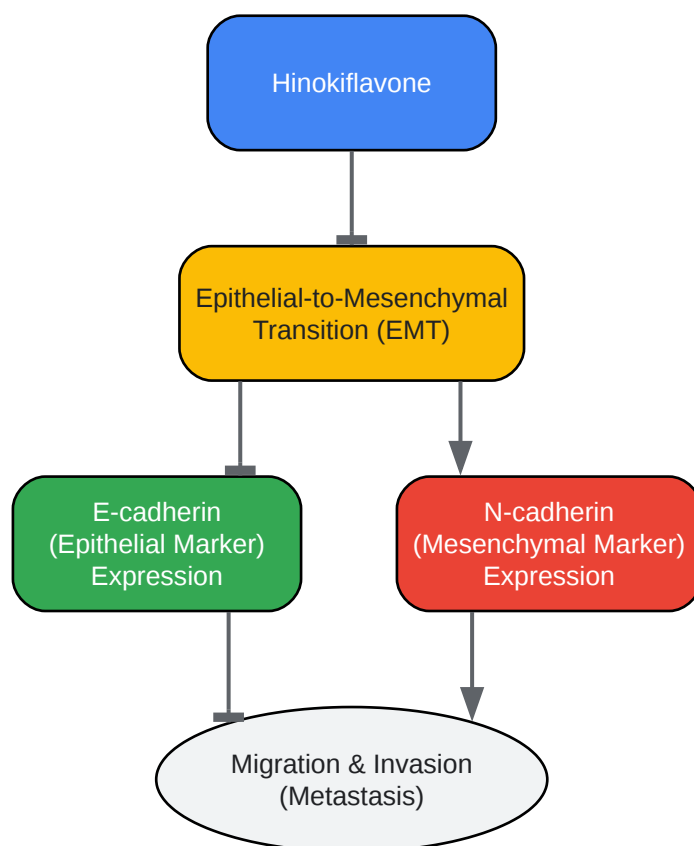 Hinokiflavone
Epithelial-to-Mesenchymal
Transition (EMT)
E-cadherin
(Epithelial Marker)
Expression
N-cadherin
(Mesenchymal Marker)
Expression
Migration & Invasion
(Metastasis)